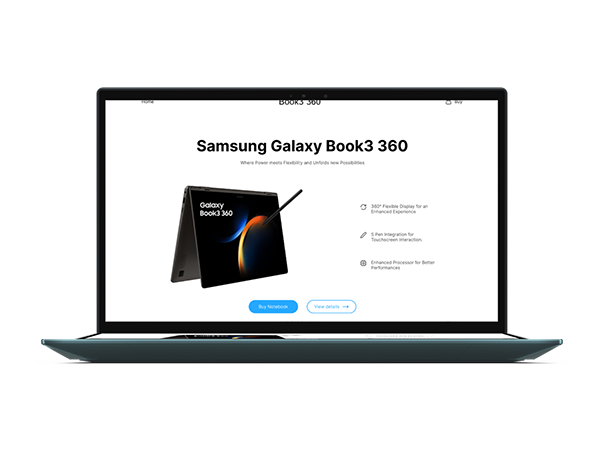 Home
Book3 360
Buy
Samsung Galaxy Book3 360
Where Power meets Flexibility and Unfolds new Possibilities
Galaxy
Book3 360
360° Flexible Display for an
Enhanced Experience
S Pen Integration for
Touchscreen Interaction.
Enhanced Processor for Better
Performances
Buy Notebook
View details